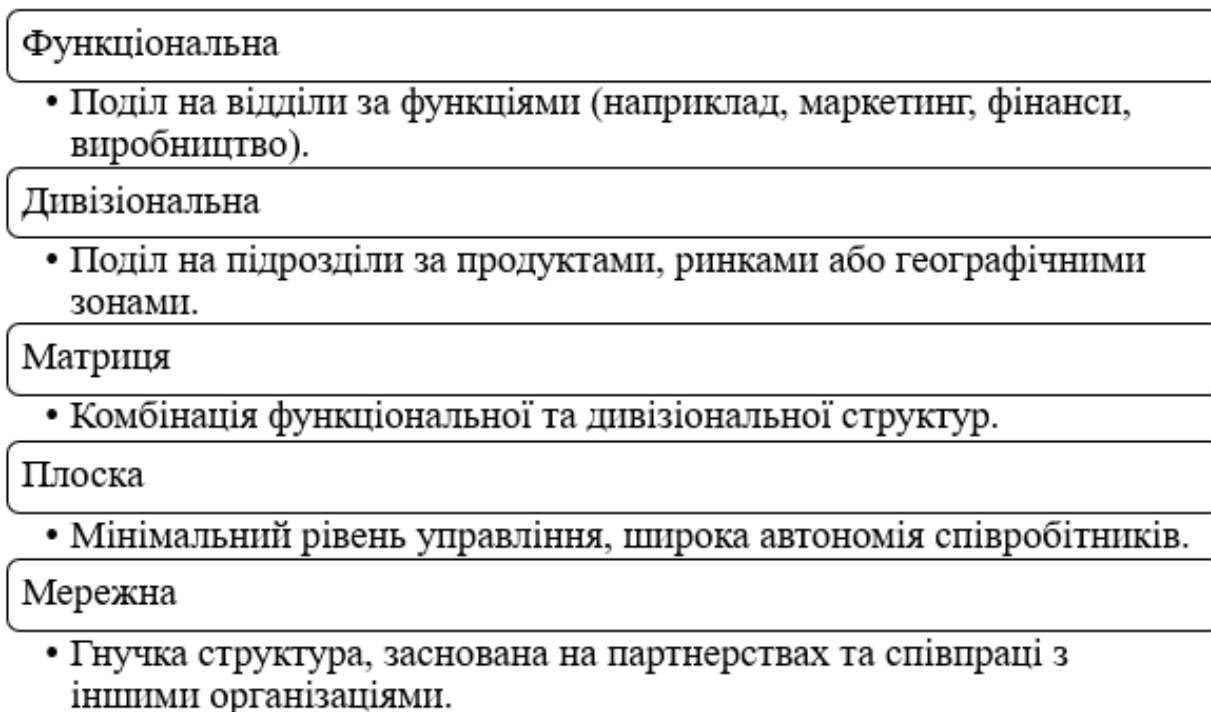 Функціональна
• Поділ на відділи за функціями (наприклад, маркетинг, фінанси,
виробництво).
Дивізіональна
• Поділ на підрозділи за продуктами, ринками або географічними
зонами.
Матриця
• Комбінація функціональної та дивізіональної структур.
Плоска
• Мінімальний рівень управління, широка автономія співробітників.
Мережна
• Гнучка структура, заснована на партнерствах та співпраці з
іншими організаціями.